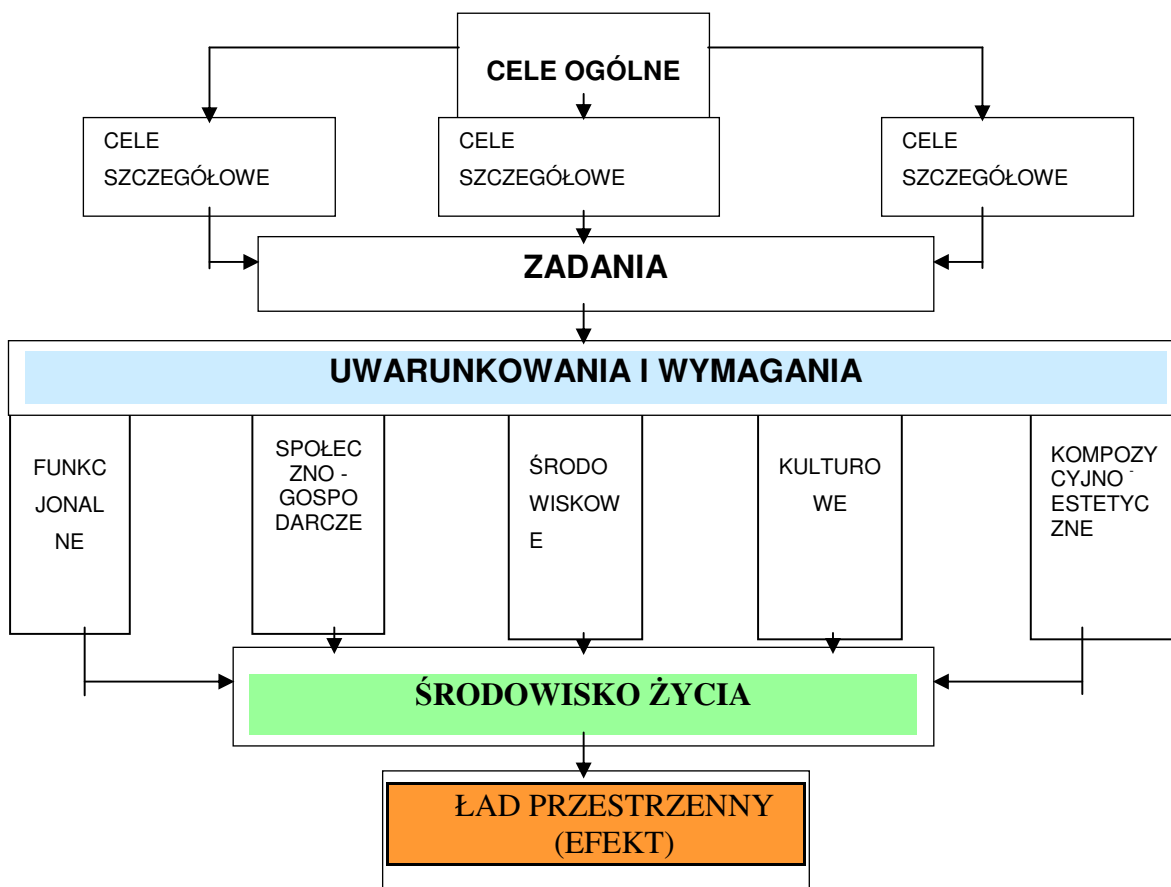 CELE OGÓLNE
CELE
SZCZEGÓŁOWE
CELE
SZCZEGÓŁOWE
CELE
SZCZEGÓŁOWE
ZADANIA
UWARUNKOWANIA I WYMAGANIA
FUNKC
JONAL
NE
SPOŁEC
ZNO -
GOSPO
DARCZE
ŚRODO
WISKOW
E
KULTURO
WE
KOMPOZY
CYJNO -
ESTETYC
ZNE
ŚRODOWISKO ŻYCIA
ŁAD PRZESTRZENNY
(EFEKT)